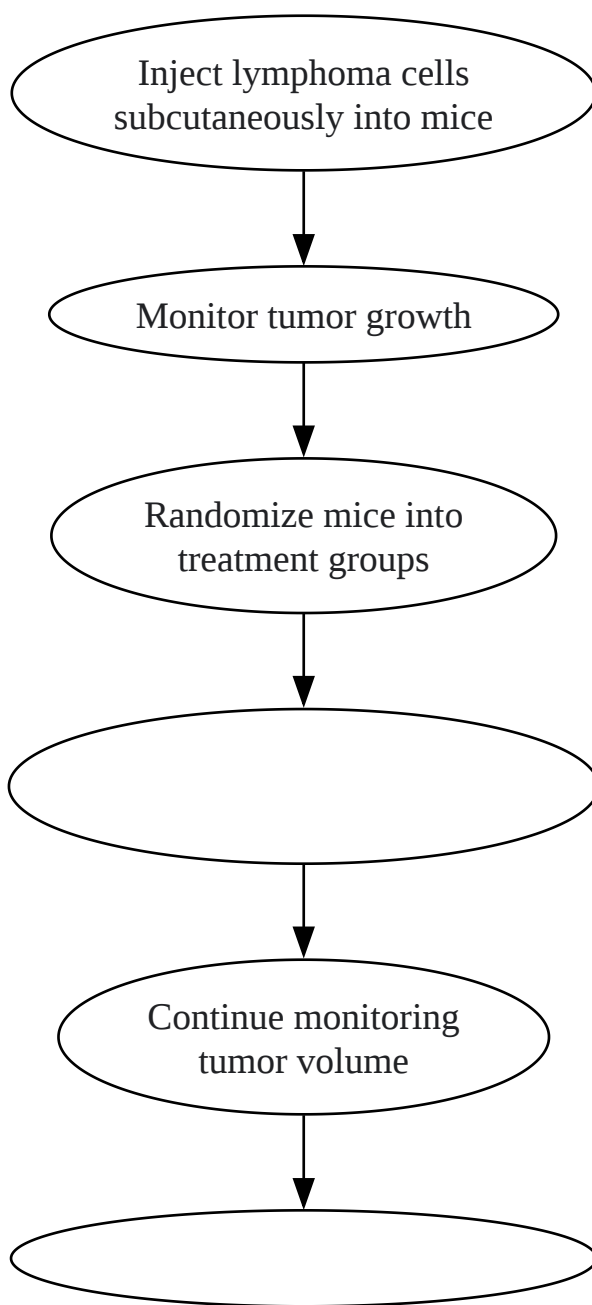 Inject lymphoma cells
subcutaneously into mice
Monitor tumor growth
Randomize mice into
treatment groups
Continue monitoring
tumor volume